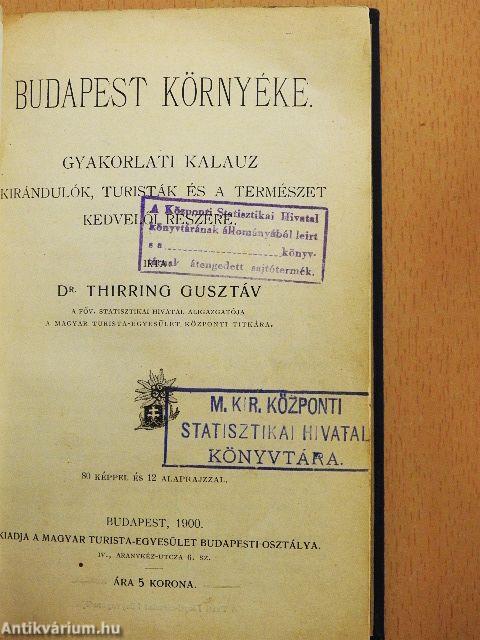 BUDAPEST KÖRNYÉKE.
GYAKORLATI KALAUZ
KIRÁNDULÓK, TURISTÁK ÉS A TERMÉSZET
KEDVELŐI RÉSZÉRE.
A Központi Statisztikai Hivatal
könyvtárának állományából leirt
s a könyv-
tárnak átengedett sajtótermék.
IRTA
DR. THIRRING GUSZTÁV
A FŐV. STATISZTIKAI HIVATAL ALIGAZGATÓJA
A MAGYAR TURISTA-EGYESÜLET KÖZPONTI TITKÁRA.
M. KIR. KÖZPONTI
STATISZTIKAI HIVATAL
KÖNYVTÁRA.
80 KÉPPEL ÉS 12 ALAPRAJZZAL.
BUDAPEST, 1900.
KIADJA A MAGYAR TURISTA-EGYESÜLET BUDAPESTI OSZTÁLYA.
IV., ARANYKÉZ-UTCZA 6. SZ.
ÁRA 5 KORONA.
Antikvárium.hu